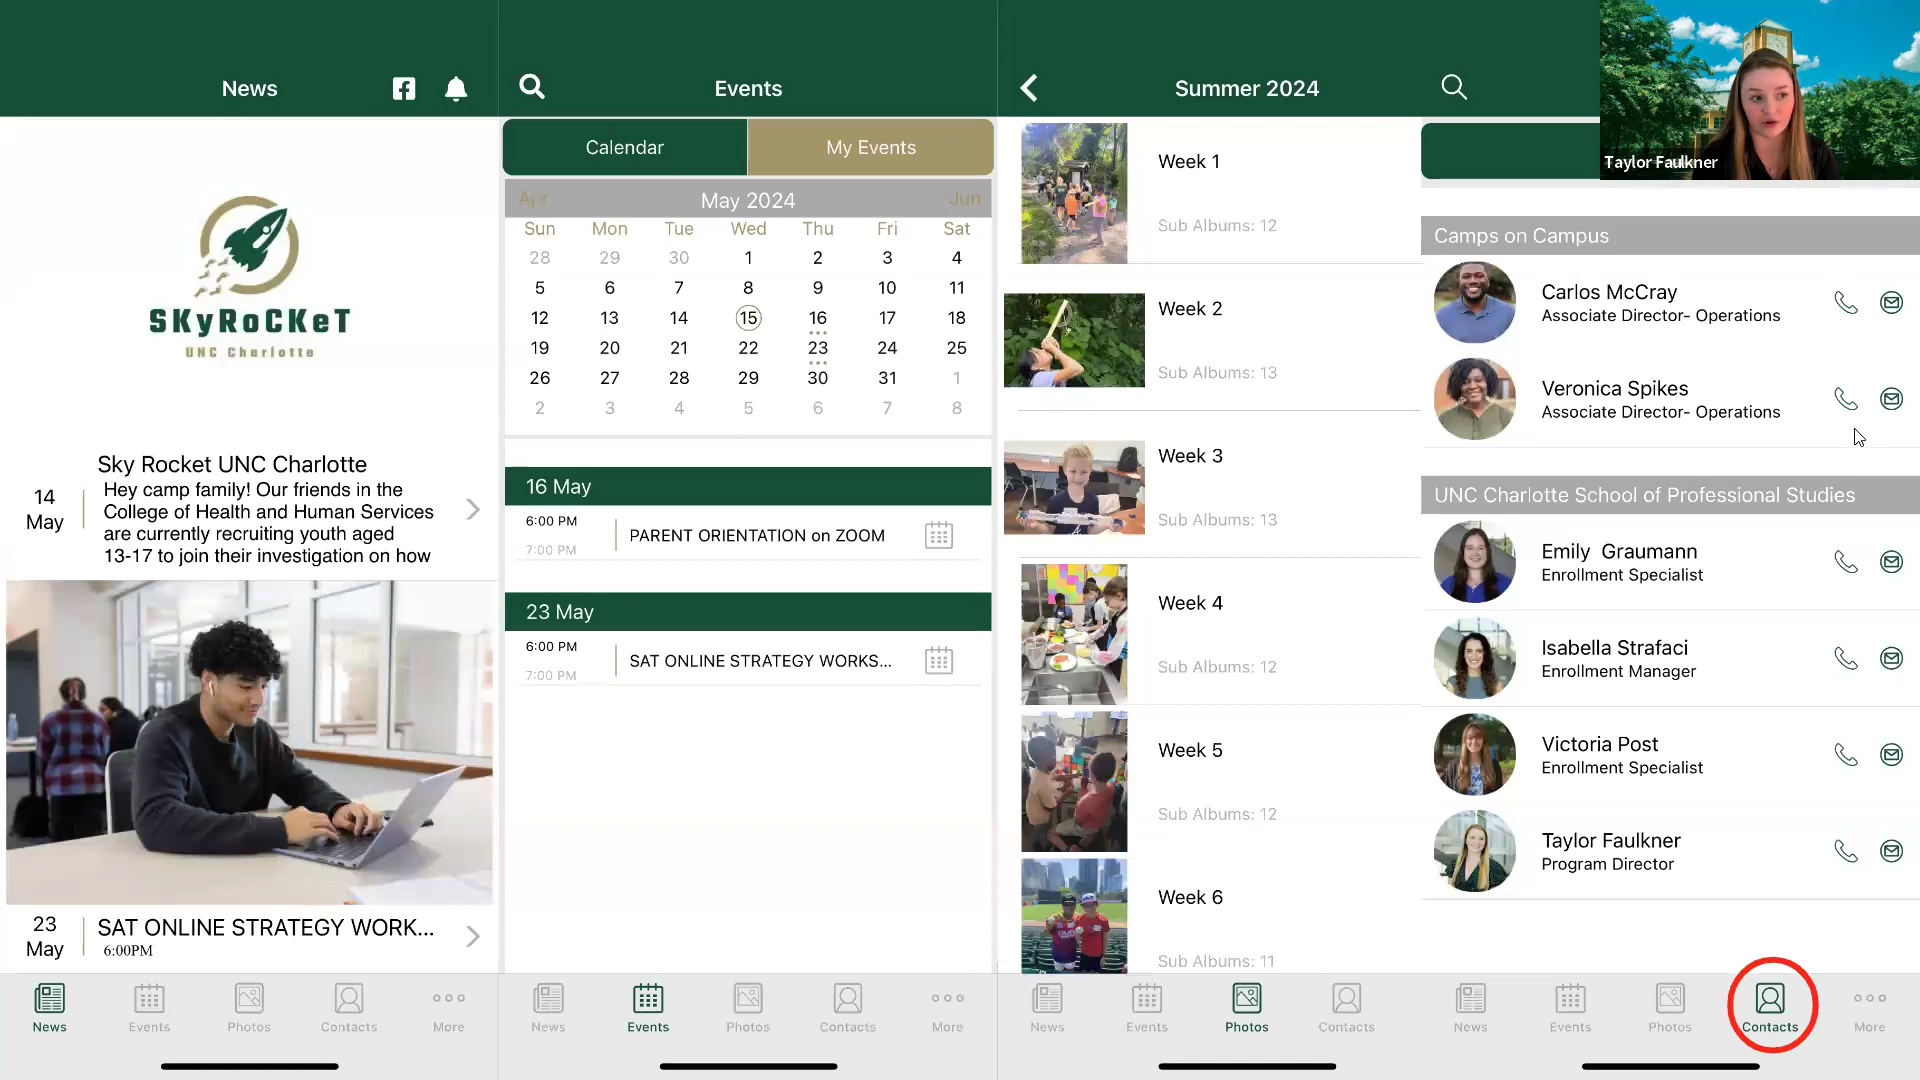 News
SKyRoCKeT
UNC Charlotte
14
May
Sky Rocket UNC Charlotte
Hey camp family! Our friends in the
College of Health and Human Services
are currently recruiting youth aged
13-17 to join their investigation on how
23
May
SAT ONLINE STRATEGY WORK...
6:00PM
News Events Photos Contacts More
Events
Calendar My Events
Apr May 2024 Jun
Sun Mon Tue Wed Thu Fri Sat
28 29 30 1 2 3 4
5 6 7 8 9 10 11
12 13 14 15 16 17 18
19 20 21 22 23 24 25
26 27 28 29 30 31 1
2 3 4 5 6 7 8
16 May
6:00 PM
7:00 PM
PARENT ORIENTATION on ZOOM
23 May
6:00 PM
7:00 PM
SAT ONLINE STRATEGY WORKS...
News Events Photos Contacts More
Summer 2024
Week 1
Sub Albums: 12
Week 2
Sub Albums: 13
Week 3
Sub Albums: 13
Week 4
Sub Albums: 12
Week 5
Sub Albums: 12
Week 6
Sub Albums: 11
News Events Photos Contacts
Taylor Faulkner
Camps on Campus
Carlos McCray
Associate Director- Operations
Veronica Spikes
Associate Director- Operations
UNC Charlotte School of Professional Studies
Emily Graumann
Enrollment Specialist
Isabella Strafaci
Enrollment Manager
Victoria Post
Enrollment Specialist
Taylor Faulkner
Program Director
News Events Photos Contacts More